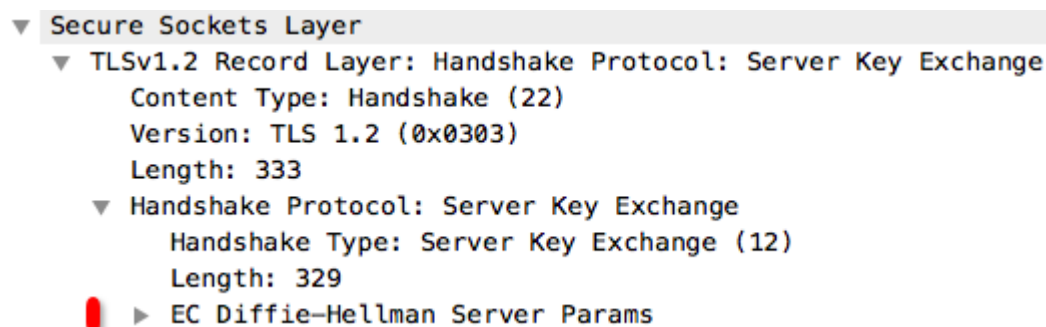 Secure Sockets Layer
TLSv1.2 Record Layer: Handshake Protocol: Server Key Exchange
Content Type: Handshake (22)
Version: TLS 1.2 (0x0303)
Length: 333
Handshake Protocol: Server Key Exchange
Handshake Type: Server Key Exchange (12)
Length: 329
EC Diffie-Hellman Server Params